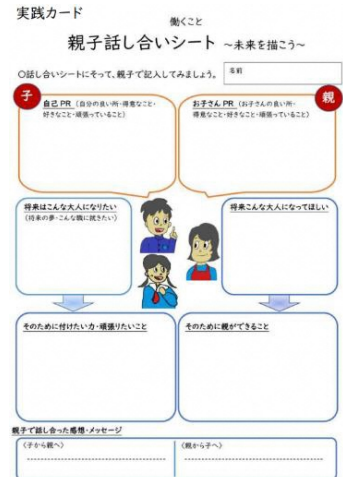 実践カード
働くこと
親子話し合いシート ～未来を描こう～
○話し合いシートにそって、親子で記入してみましょう。
名前
子
自己PR（自分の良い所・得意なこと・
好きなこと・頑張っていること）
お子さんPR（お子さんの良い所・
得意なこと・好きなこと・頑張っていること）
親
将来はこんな大人になりたい
（将来の夢・こんな職に就きたい）
将来こんな大人になってほしい
そのために付けたい力・頑張りたいこと
そのために親ができること
親子で話し合った感想・メッセージ
〈子から親へ〉
〈親から子へ〉